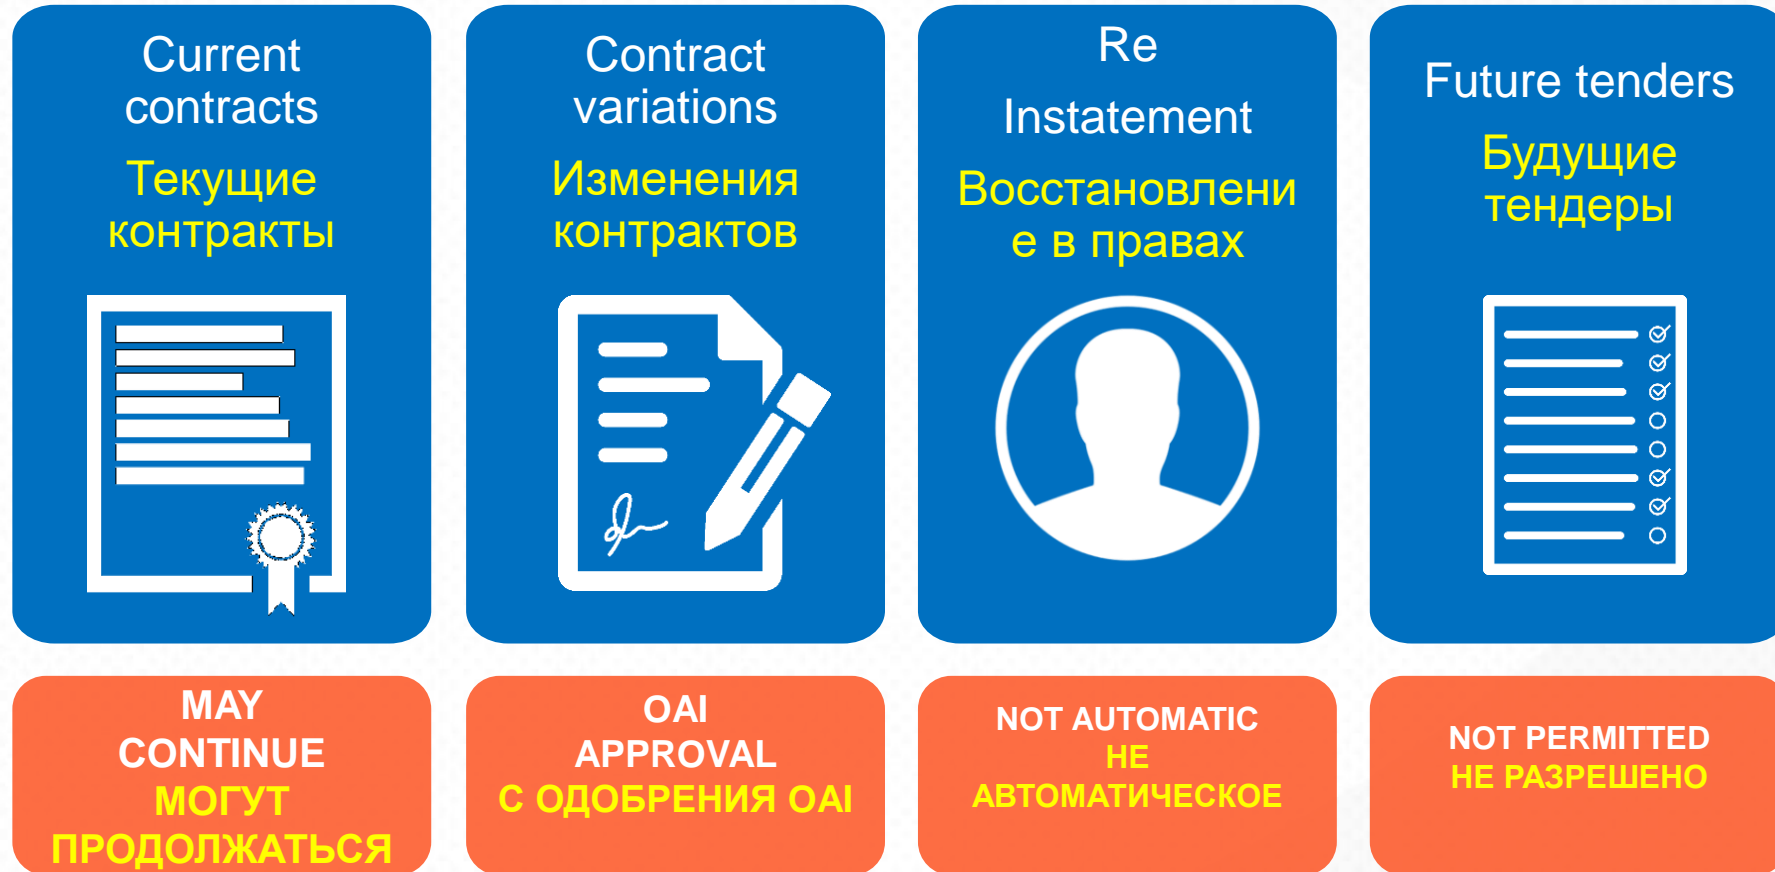 Current
contracts
Текущие
контракты
Contract
variations
Изменения
контрактов
Re
Instatement
Восстановлени
е в правах
Future tenders
Будущие
тендеры
MAY
CONTINUE
МОГУТ
ПРОДОЛЖАТЬСЯ
OAI
APPROVAL
С ОДОБРЕНИЯ OAI
NOT AUTOMATIC
НЕ
АВТОМАТИЧЕСКОЕ
NOT PERMITTED
НЕ РАЗРЕШЕНО